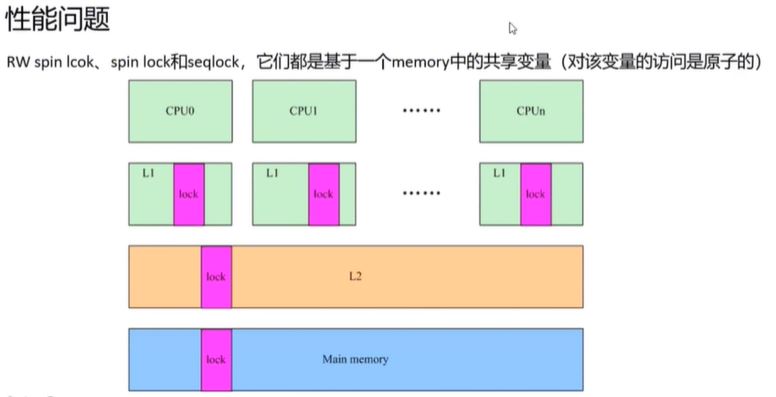 性能问题
RW spin lcok、spin lock和seqlock，它们都是基于一个memory中的共享变量（对该变量的访问是原子的）
CPU0 CPU1 …… CPUn
L1 lock L1 lock …… L1 lock
lock L2
lock Main memory